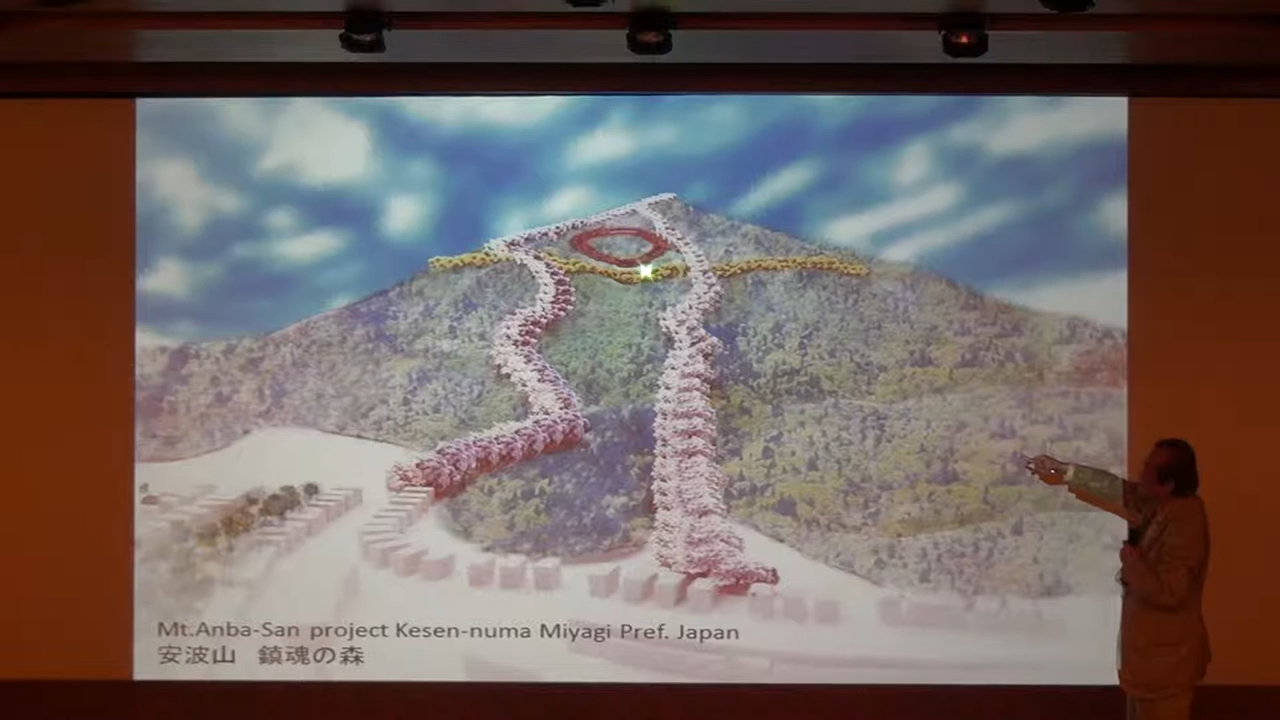 Mt.Anba-San project Kesen-numa Miyagi Pref. Japan
安波山　鎮魂の森